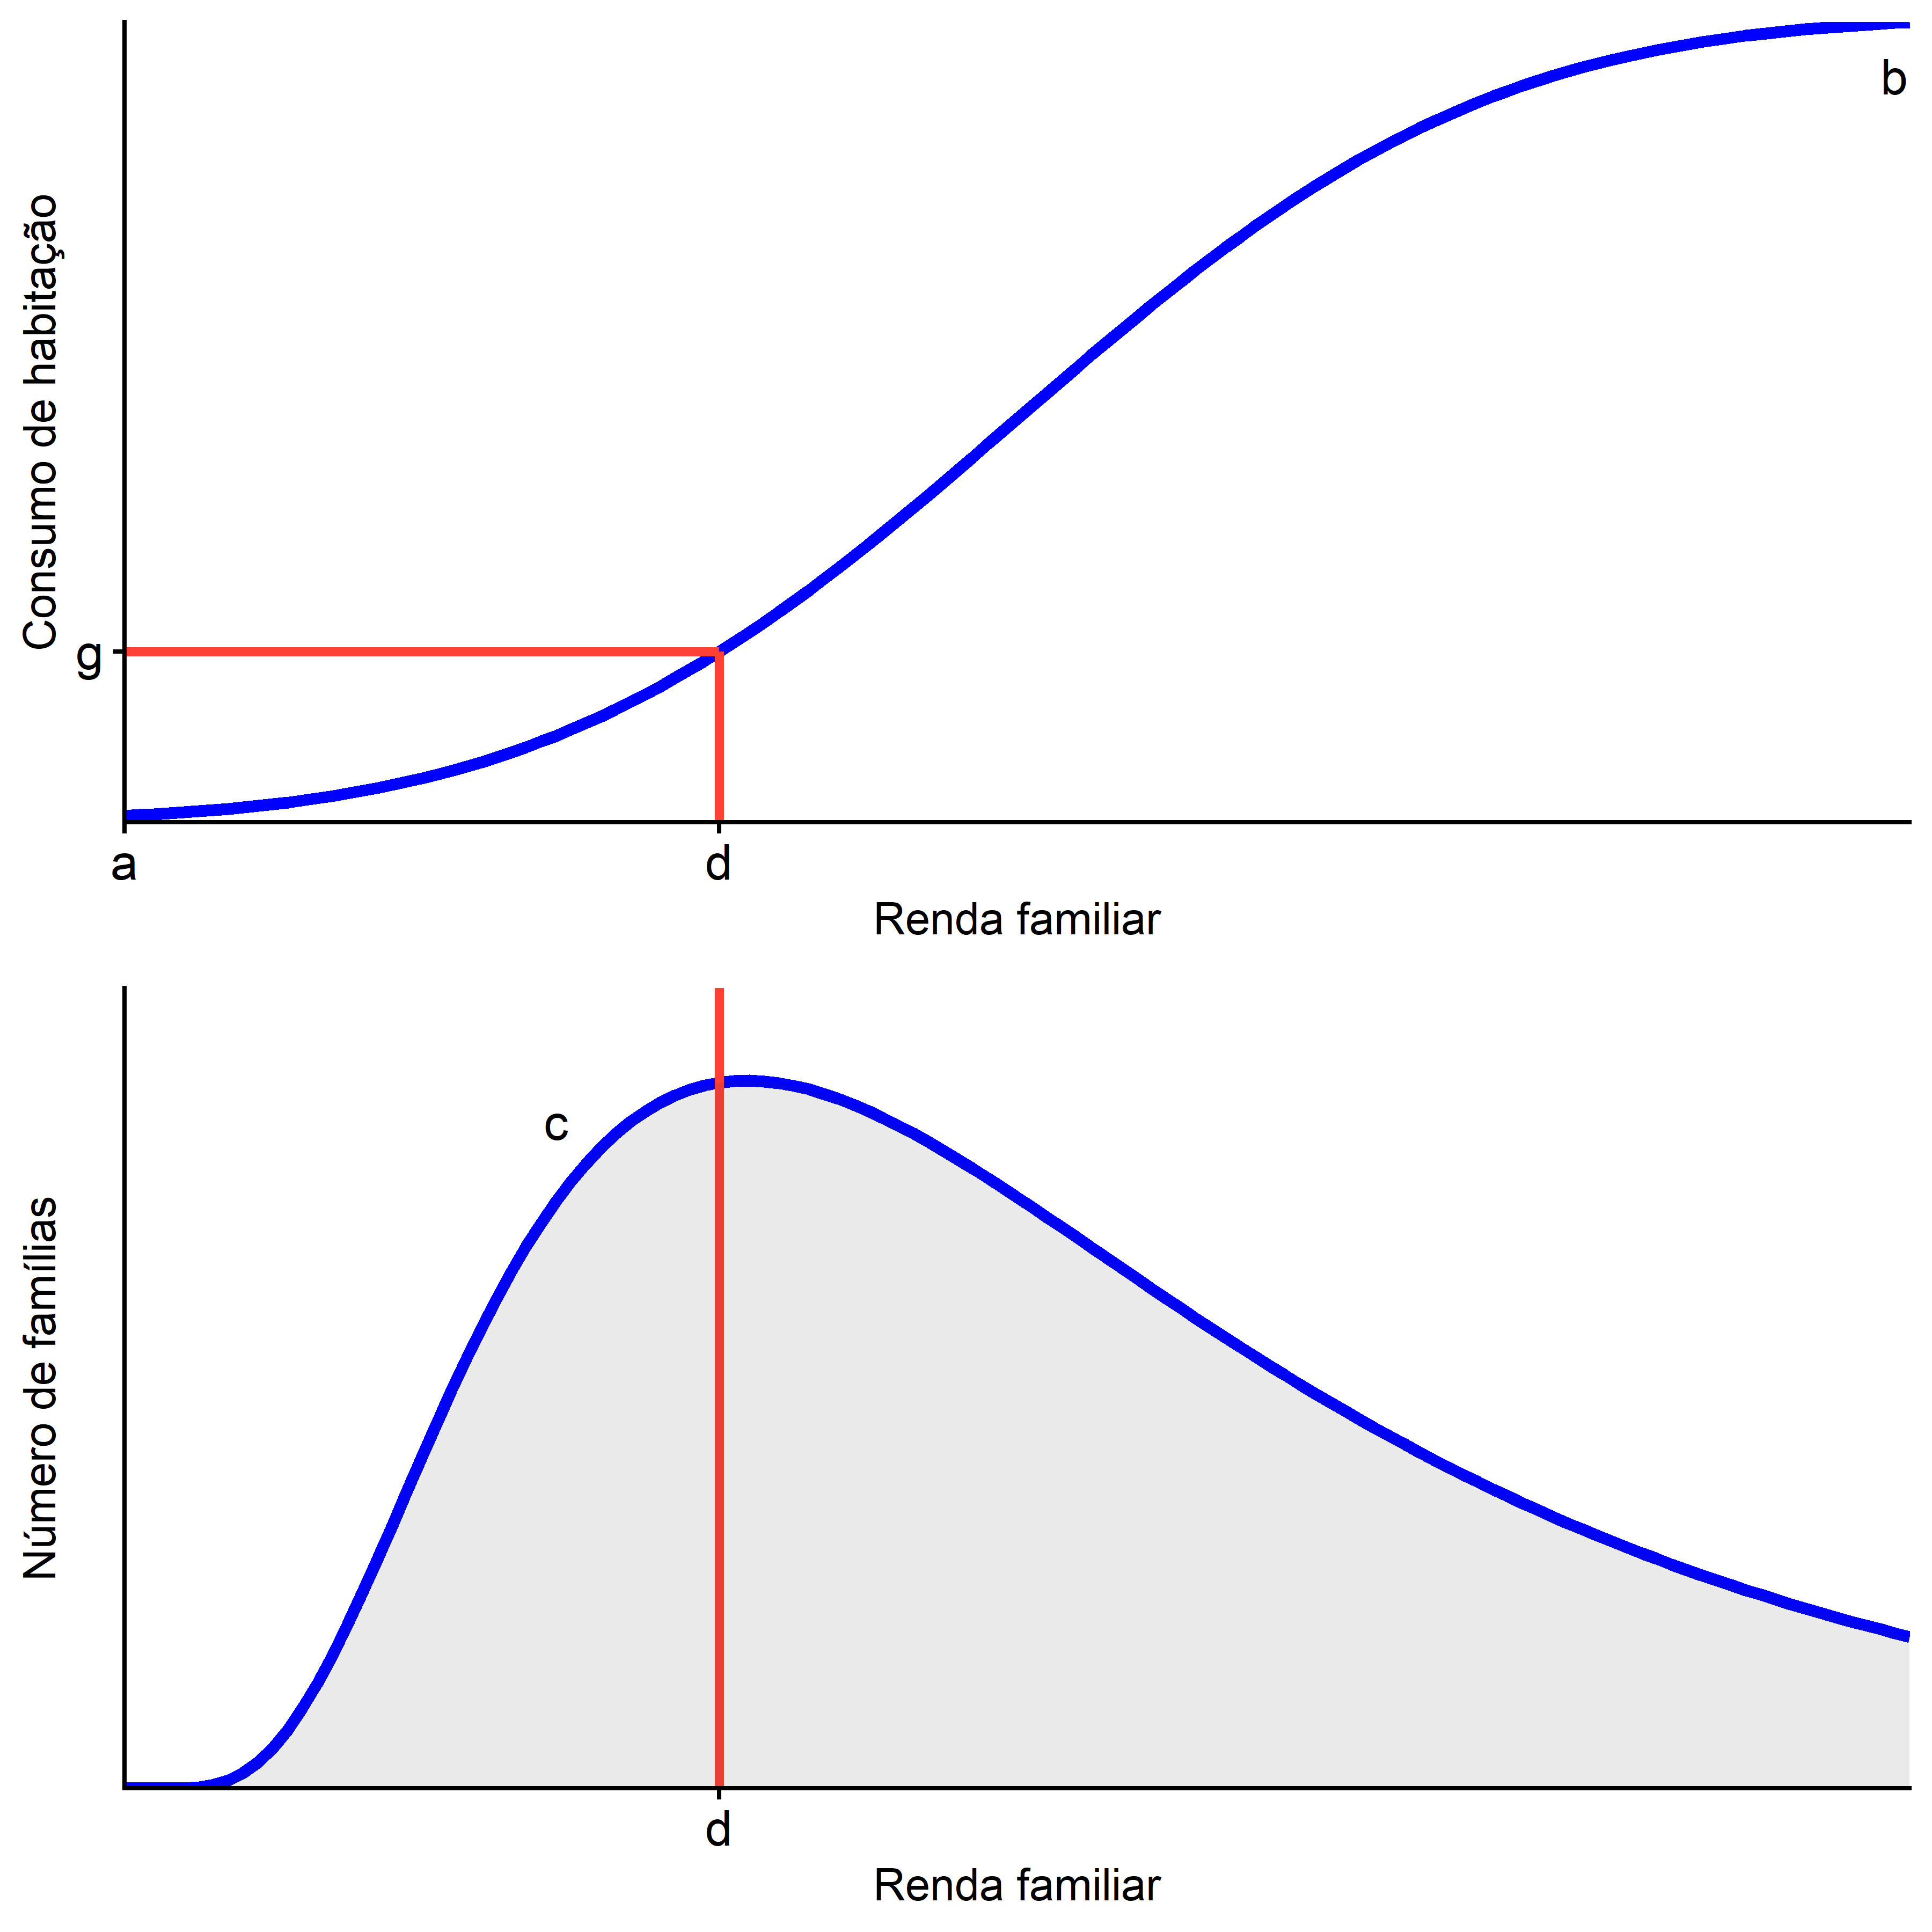 Consumo de habitação
b
g
a
d
Renda familiar
Número de famílias
c
d
Renda familiar